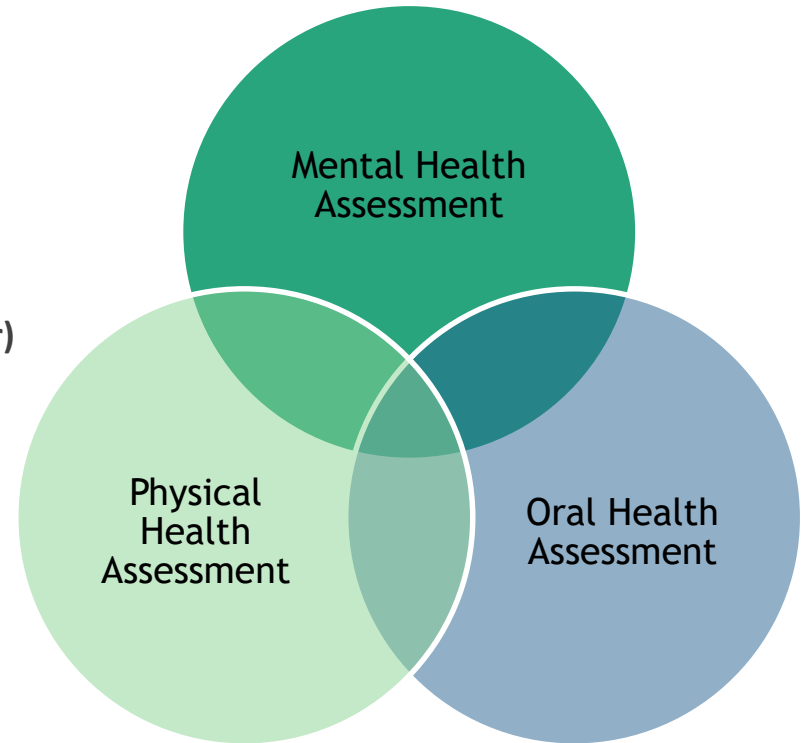 Mental Health
Assessment
)
Physical
Health
Assessment
Oral Health
Assessment